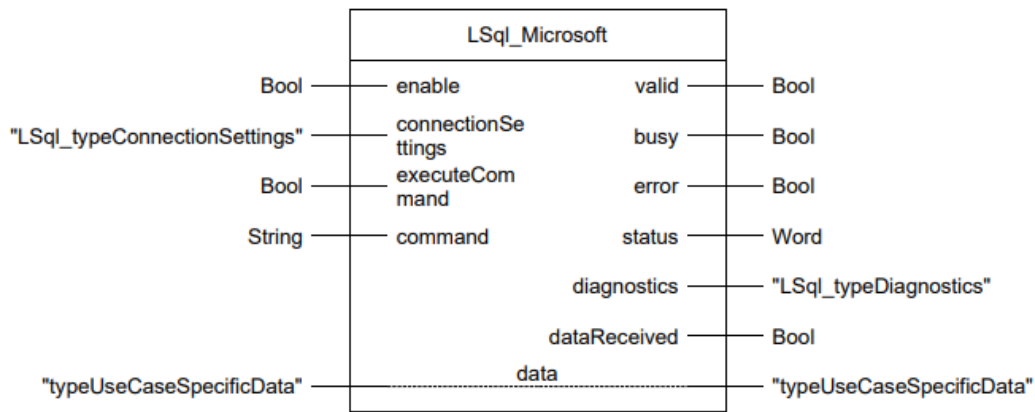 LSql_Microsoft
Bool enable valid Bool
"LSql_typeConnectionSettings" connectionSe
ttings busy Bool
Bool executeCom
mand error Bool
String command status Word
diagnostics "LSql_typeDiagnostics"
dataReceived Bool
"typeUseCaseSpecificData" data "typeUseCaseSpecificData"